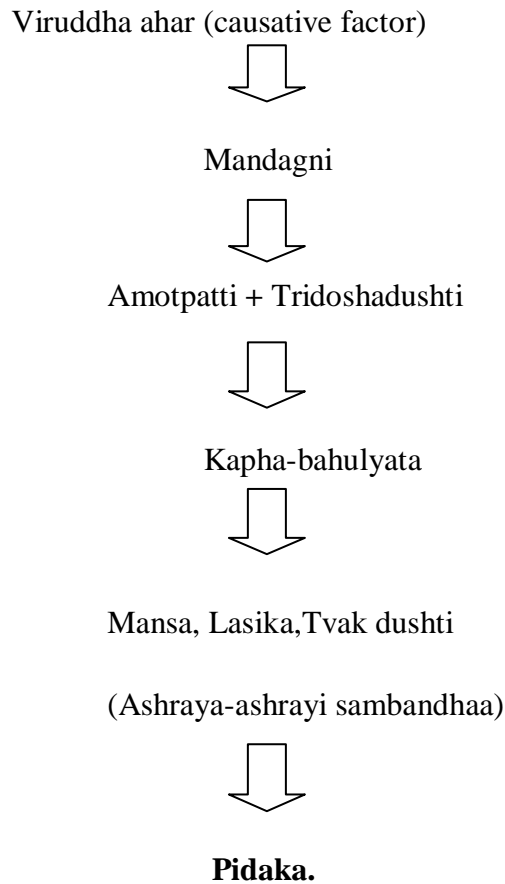 Viruddha ahar (causative factor)
Mandagni
Amotpatti + Tridoshadushti
Kapha-bahulyata
Mansa, Lasika,Tvak dushti
(Ashraya-ashrayi sambandhaa)
Pidaka.